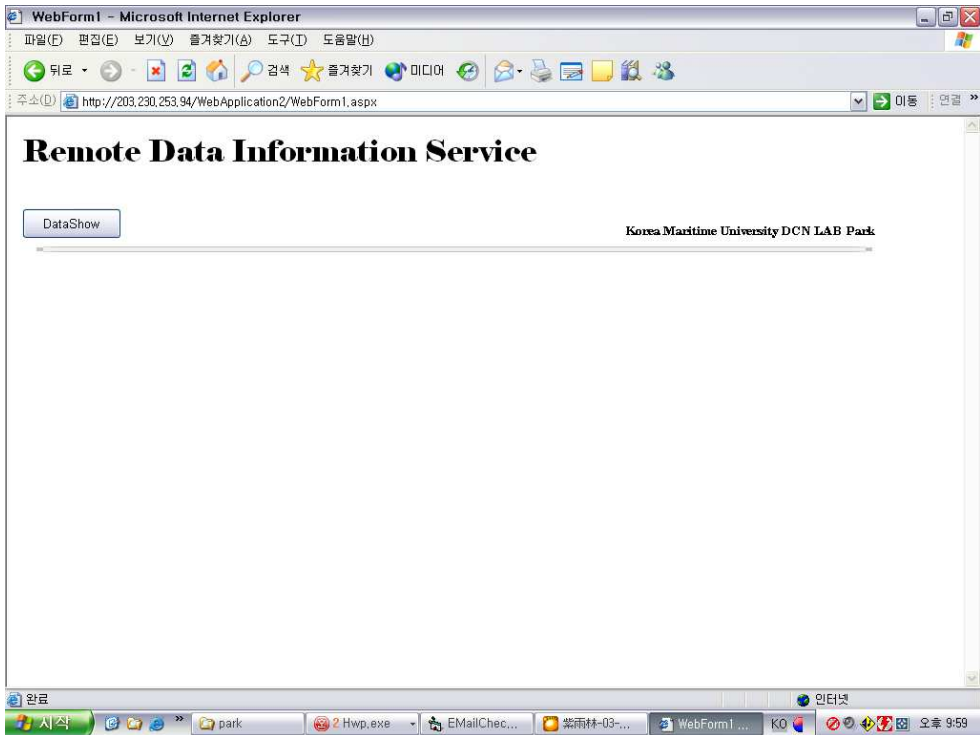 WebForm1 - Microsoft Internet Explorer
파일(F) 편집(E) 보기(V) 즐겨찾기(A) 도구(T) 도움말(H)
뒤로 검색 즐겨찾기 미디어
주소(D) http://203,230,253,94/WebApplication2/WebForm1,aspx 이동 연결 »
Remote Data Information Service
DataShow
Korea Maritime University DCN LAB Park
완료 인터넷
시작 » park 2 Hwp,exe EMailChec,,, 紫雨林-03-,,, WebForm1 ,,, KO 오후 9:59